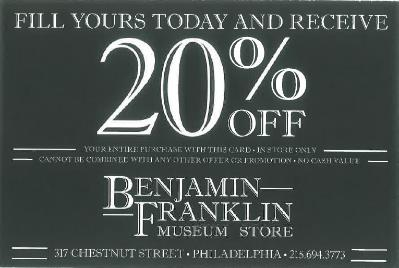 FILL YOURS TODAY AND RECEIVE
20% OFF
YOUR ENTIRE PURCHASE WITH THIS CARD • IN STORE ONLY
CANNOT BE COMBINED WITH ANY OTHER OFFER OR PROMOTION • NO CASH VALUE
BENJAMIN
FRANKLIN
MUSEUM STORE
317 CHESTNUT STREET • PHILADELPHIA • 215.694.3773